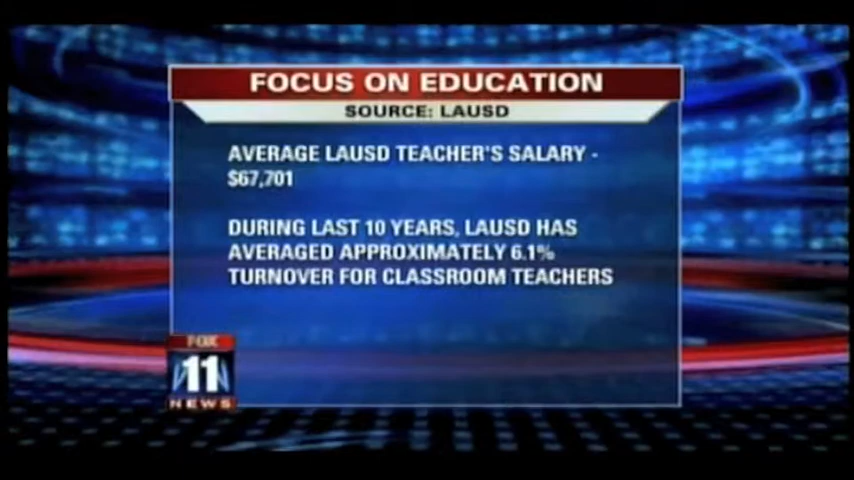 FOCUS ON EDUCATION
SOURCE: LAUSD
AVERAGE LAUSD TEACHER'S SALARY -
$67,701
DURING LAST 10 YEARS, LAUSD HAS
AVERAGED APPROXIMATELY 6.1%
TURNOVER FOR CLASSROOM TEACHERS
FOX
11
NEWS